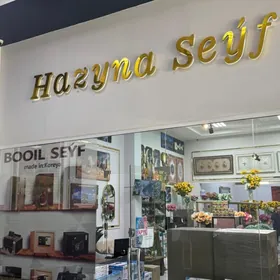 Hazyna Seýf
BOOIL SEÝF
made in Korea